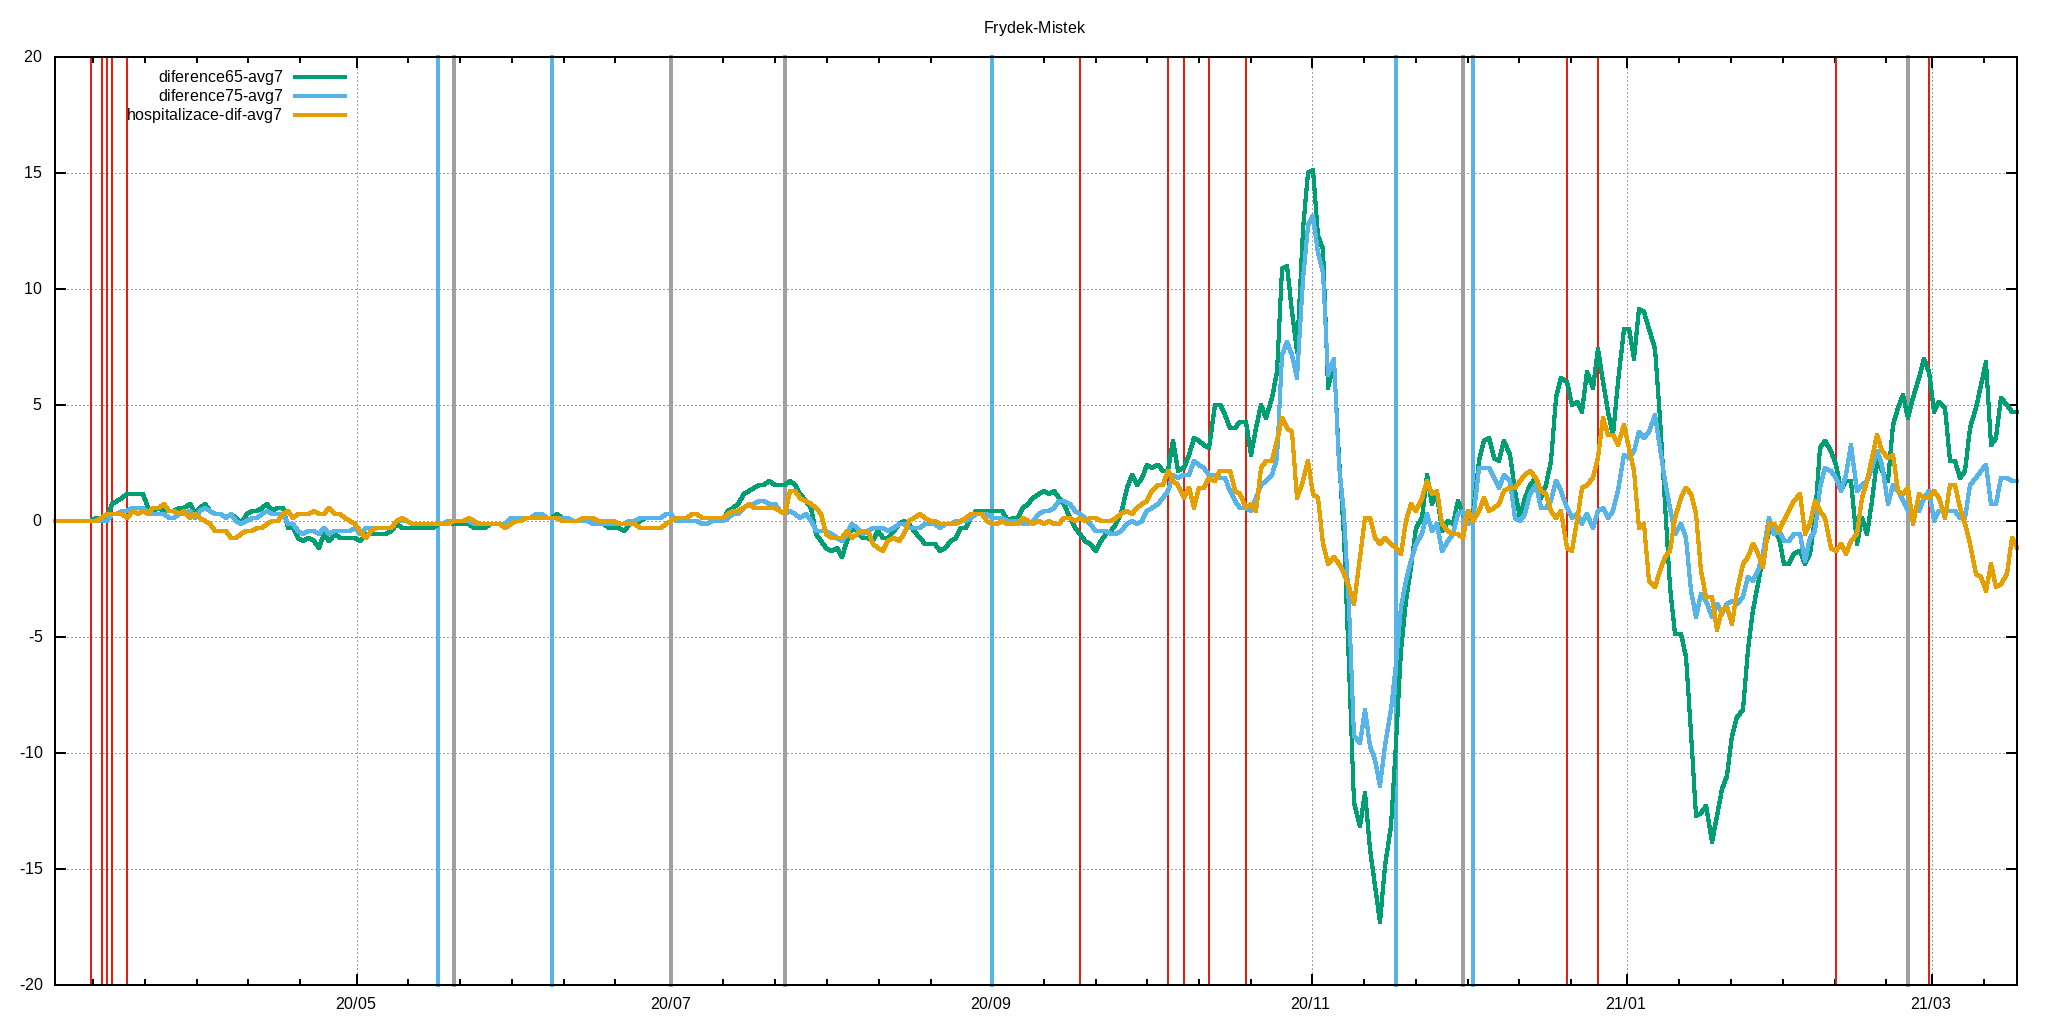 Frydek-Mistek
diference65-avg7
diference75-avg7
hospitalizace-dif-avg7
20
15
10
5
0
-5
-10
-15
-20
20/05 20/07 20/09 20/11 21/01 21/03